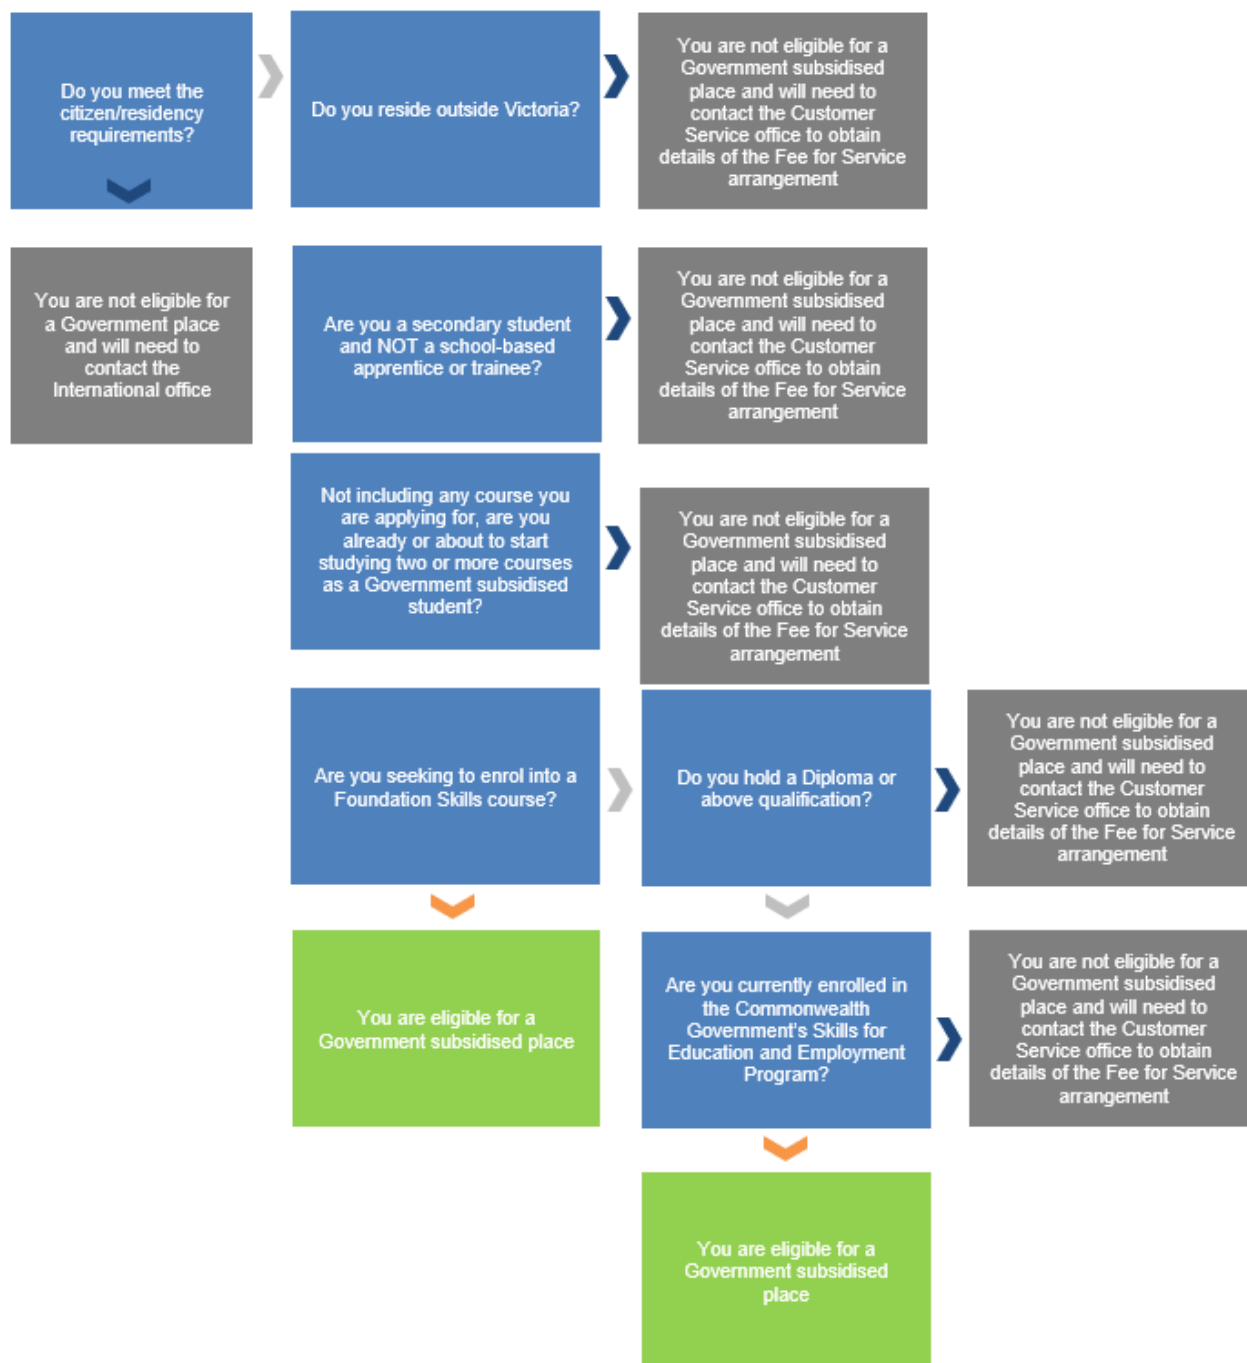 Do you meet the
citizen/residency
requirements?
Do you reside outside Victoria?
You are not eligible for a
Government subsidised
place and will need to
contact the Customer
Service office to obtain
details of the Fee for Service
arrangement
You are not eligible for
a Government place
and will need to
contact the
International office
Are you a secondary student
and NOT a school-based
apprentice or trainee?
You are not eligible for a
Government subsidised
place and will need to
contact the Customer
Service office to obtain
details of the Fee for Service
arrangement
Not including any course you
are applying for, are you
already or about to start
studying two or more courses
as a Government subsidised
student?
You are not eligible for a
Government subsidised
place and will need to
contact the Customer
Service office to obtain
details of the Fee for Service
arrangement
Are you seeking to enrol into a
Foundation Skills course?
Do you hold a Diploma or
above qualification?
You are not eligible for a
Government subsidised
place and will need to
contact the Customer
Service office to obtain
details of the Fee for Service
arrangement
You are eligible for a
Government subsidised place
Are you currently enrolled in
the Commonwealth
Government's Skills for
Education and Employment
Program?
You are not eligible for a
Government subsidised
place and will need to
contact the Customer
Service office to obtain
details of the Fee for Service
arrangement
You are eligible for a
Government subsidised
place